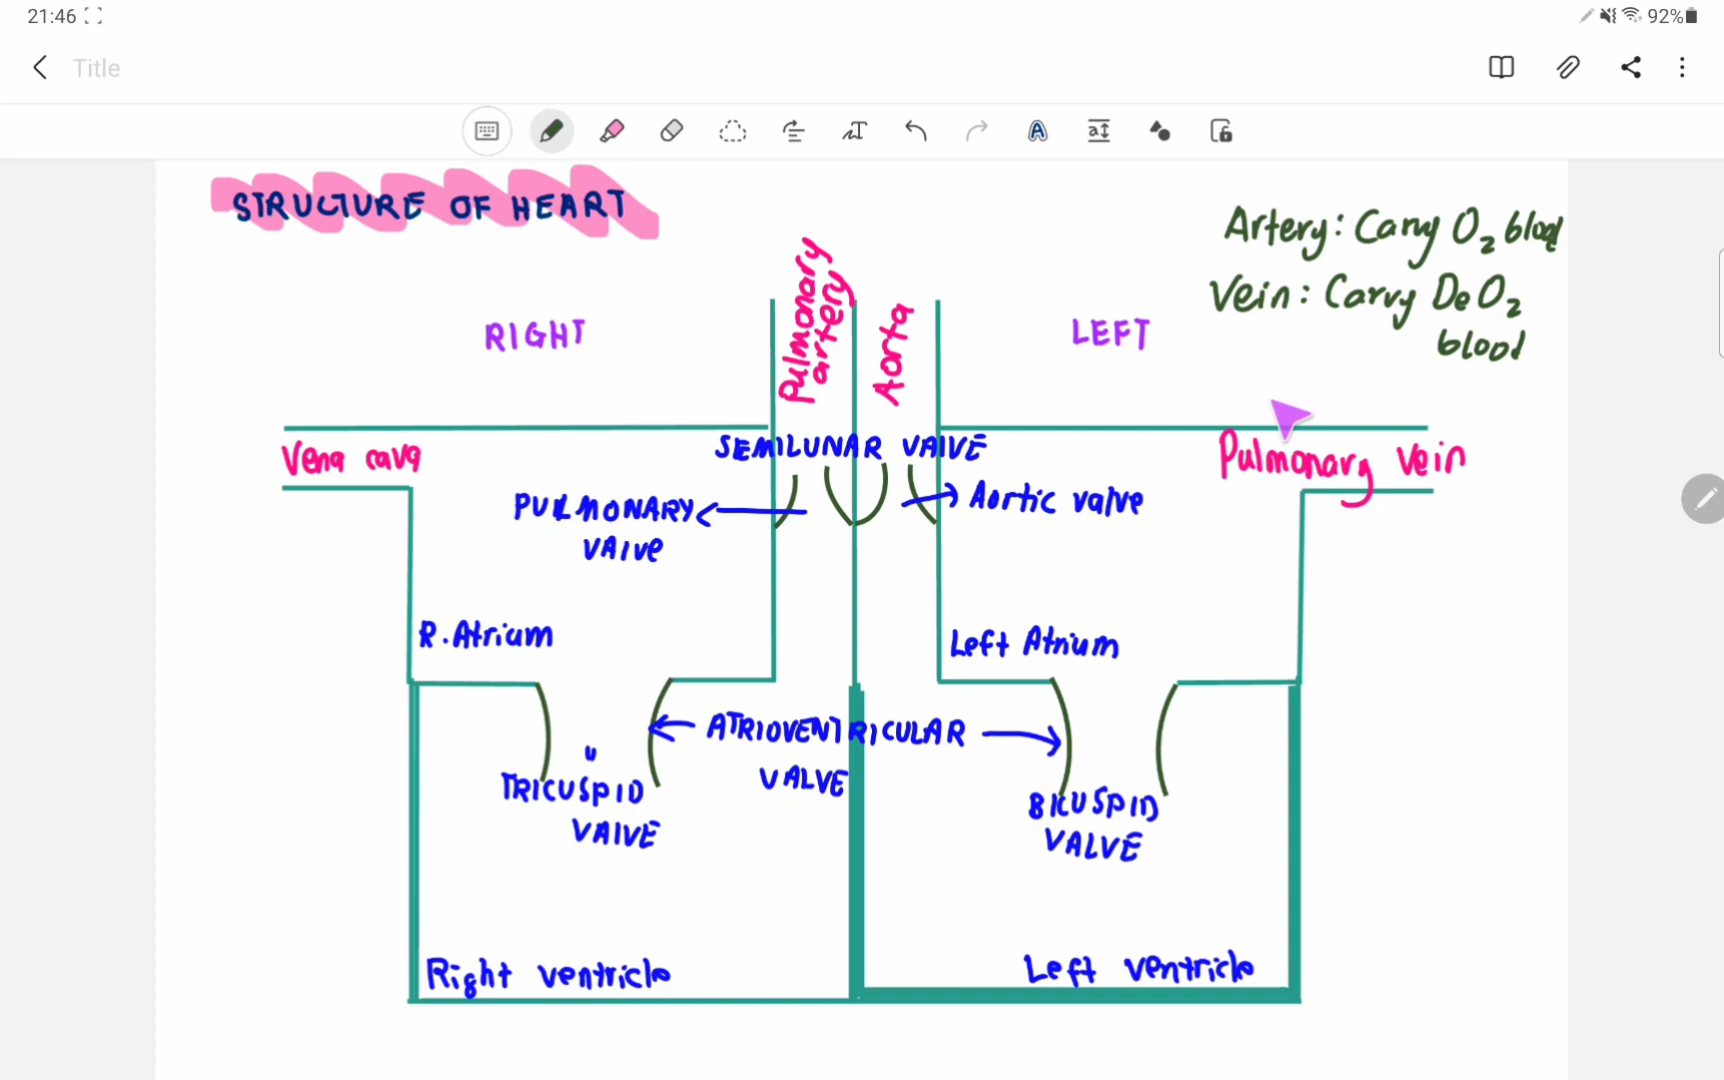 21:46
92%
Title
STRUCTURE OF HEART
Artery: Carry O2 blood
Vein: Carry DeO2
blood
RIGHT
Pulmonary
artery
Aorta
LEFT
Vena cava
SEMILUNAR VALVE
Pulmonary Vein
PULMONARY
VALVE
Aortic valve
R. Atrium
Left Atrium
ATRIOVENTRICULAR
VALVE
TRICUSPID
VALVE
BICUSPID
VALVE
Right ventricle
Left ventricle